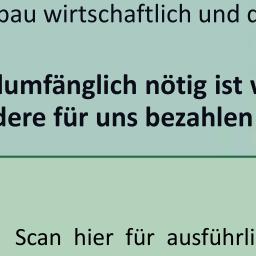 bau wirtschaftlich und d
lumfänglich nötig ist w
dere für uns bezahlen
Scan hier für ausführli